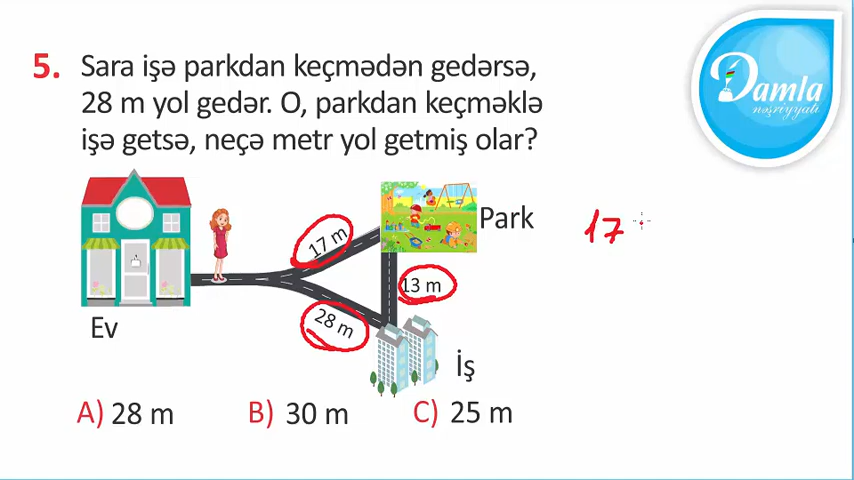 5. Sara işə parkdan keçmədən gedərsə,
28 m yol gedər. O, parkdan keçməklə
işə getsə, neçə metr yol getmiş olar?
Damla
nəşriyyatı
17 m
Park
17
13 m
28 m
Ev
İş
A) 28 m B) 30 m C) 25 m